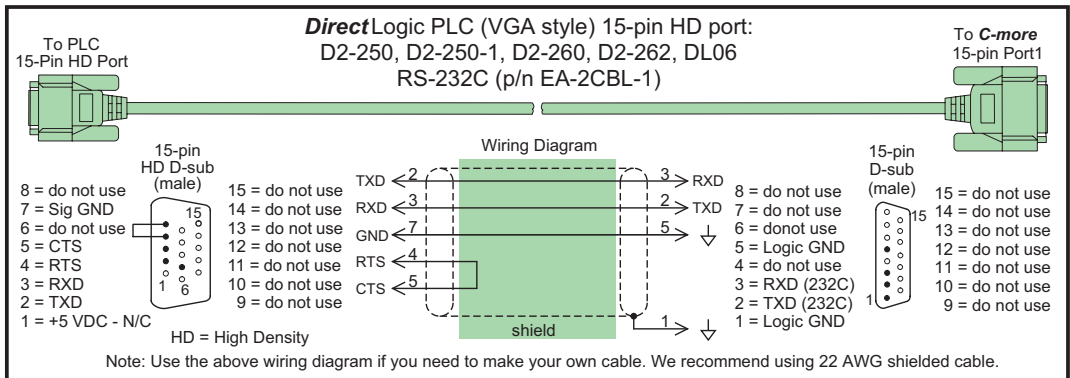 DirectLogic PLC (VGA style) 15-pin HD port:
D2-250, D2-250-1, D2-260, D2-262, DL06
RS-232C (p/n EA-2CBL-1)
To PLC
15-Pin HD Port
To C-more
15-pin Port1
Wiring Diagram
15-pin
HD D-sub
(male)
8 = do not use
7 = Sig GND
6 = do not use
5 = CTS
4 = RTS
3 = RXD
2 = TXD
1 = +5 VDC - N/C
15
1
6
15 = do not use
14 = do not use
13 = do not use
12 = do not use
11 = do not use
10 = do not use
9 = do not use
HD = High Density
TXD 2 3 RXD
RXD 3 2 TXD
GND 7 5
RTS 4
CTS 5
1
shield
8 = do not use
7 = do not use
6 = donot use
5 = Logic GND
4 = do not use
3 = RXD (232C)
2 = TXD (232C)
1 = Logic GND
15-pin
D-sub
(male)
15
1
15 = do not use
14 = do not use
13 = do not use
12 = do not use
11 = do not use
10 = do not use
9 = do not use
Note: Use the above wiring diagram if you need to make your own cable. We recommend using 22 AWG shielded cable.